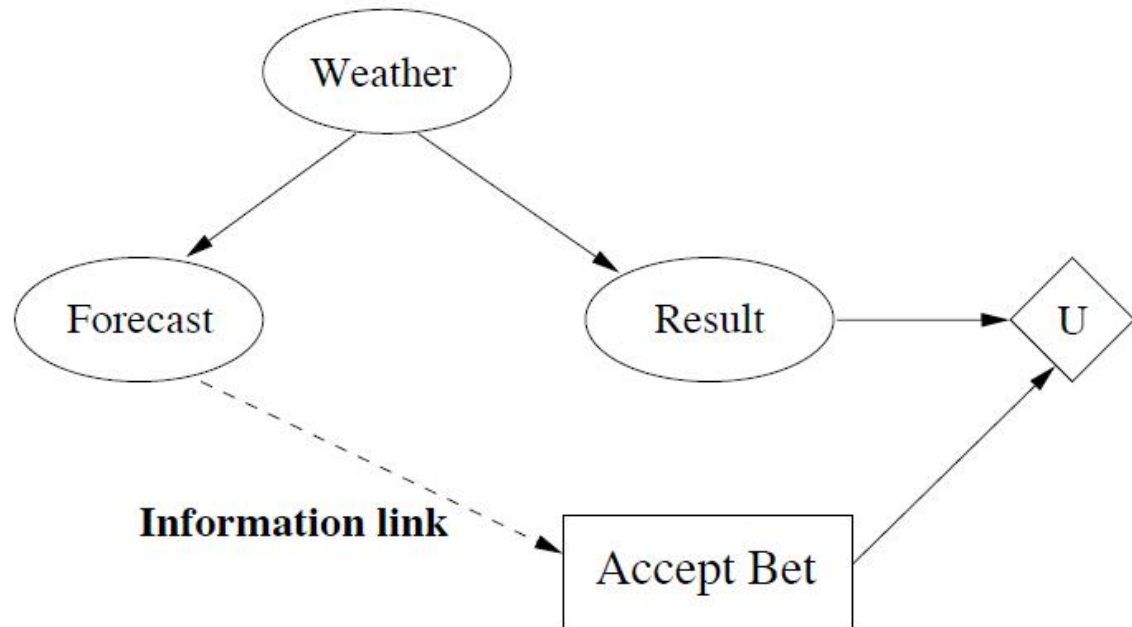 Weather
Forecast
Result
U
Information link
Accept Bet